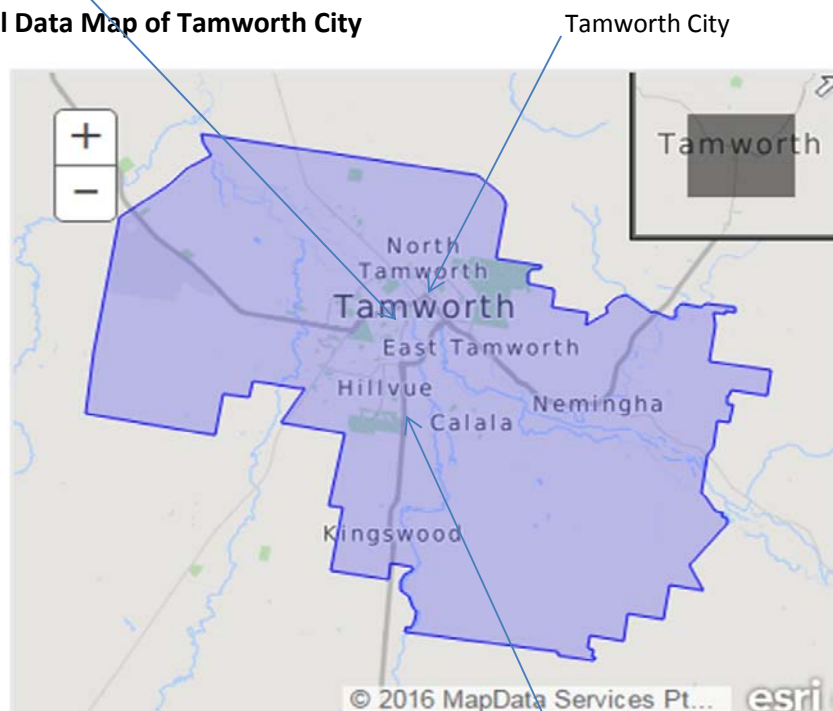 l Data Map of Tamworth City
Tamworth City
+
−
Tamworth
North
Tamworth
Tamworth
East Tamworth
Hillvue
Nemingha
Calala
Kingswood
© 2016 MapData Services Pt...
esri